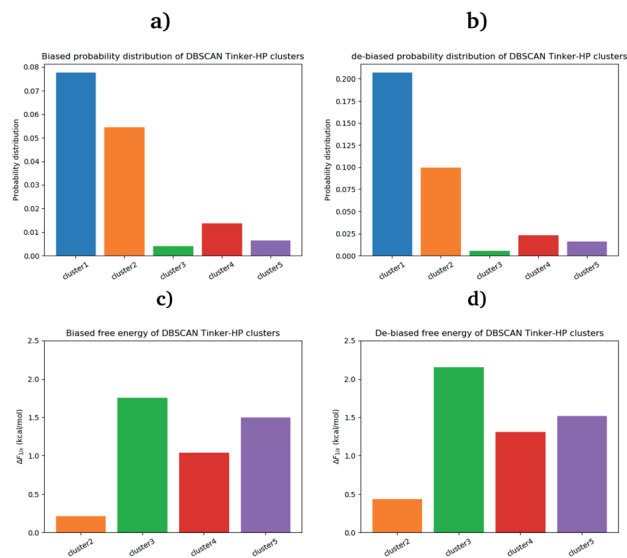 a)
Biased probability distribution of DBSCAN Tinker-HP clusters
Probability distribution
0.08
0.07
0.06
0.05
0.04
0.03
0.02
0.01
0.00
cluster1
cluster2
cluster3
cluster4
cluster5
b)
de-biased probability distribution of DBSCAN Tinker-HP clusters
Probability distribution
0.200
0.175
0.150
0.125
0.100
0.075
0.050
0.025
0.000
cluster1
cluster2
cluster3
cluster4
cluster5
c)
Biased free energy of DBSCAN Tinker-HP clusters
2.5
2.0
1.5
1.0
0.5
0.0
cluster2
cluster3
cluster4
cluster5
d)
De-biased free energy of DBSCAN Tinker-HP clusters
2.5
2.0
1.5
1.0
0.5
0.0
cluster2
cluster3
cluster4
cluster5